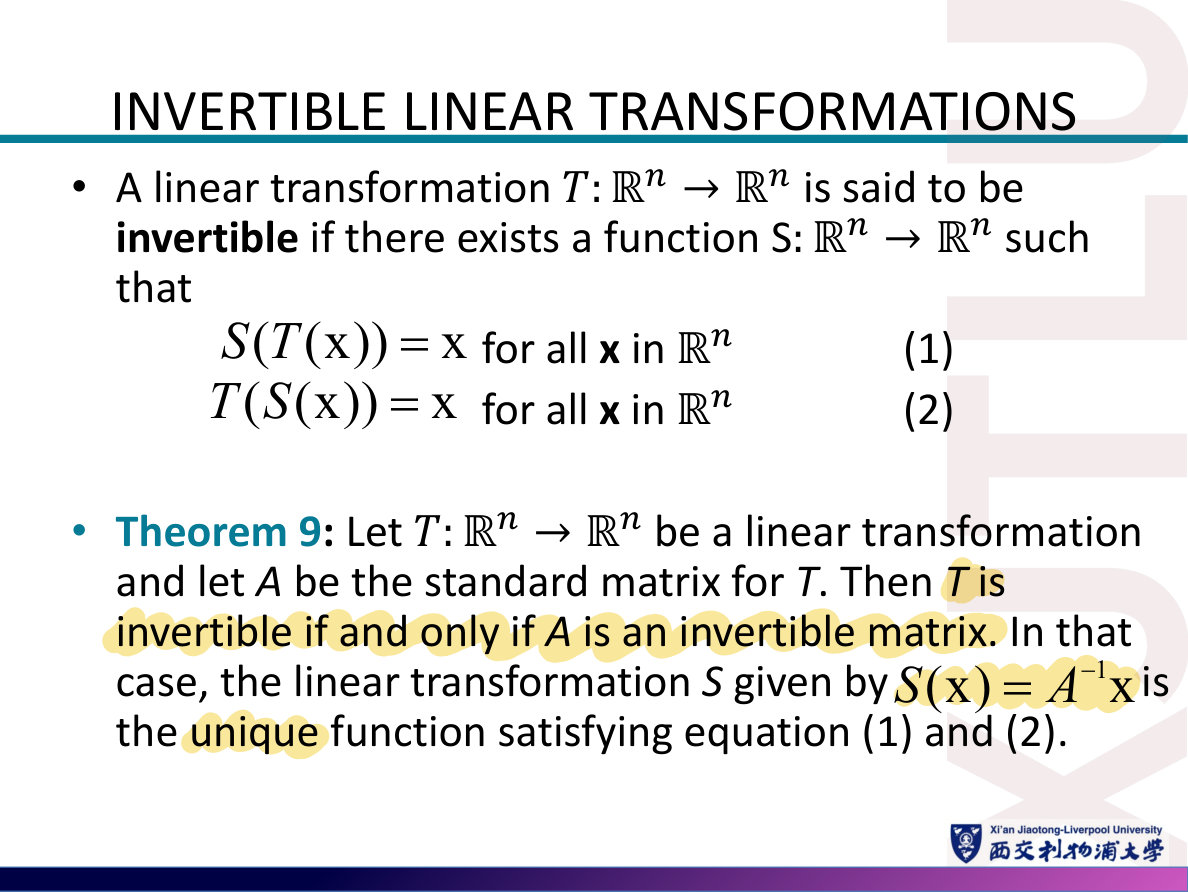 INVERTIBLE LINEAR TRANSFORMATIONS
• A linear transformation 𝑇: ℝⁿ → ℝⁿ is said to be
invertible if there exists a function S: ℝⁿ → ℝⁿ such
that
S(T(x)) = x for all x in ℝⁿ (1)
T(S(x)) = x for all x in ℝⁿ (2)
• Theorem 9: Let 𝑇: ℝⁿ → ℝⁿ be a linear transformation
and let A be the standard matrix for T. Then T is
invertible if and only if A is an invertible matrix. In that
case, the linear transformation S given by S(x) = A⁻¹x is
the unique function satisfying equation (1) and (2).
XJTLU
Xi'an Jiaotong-Liverpool University
西交利物浦大学